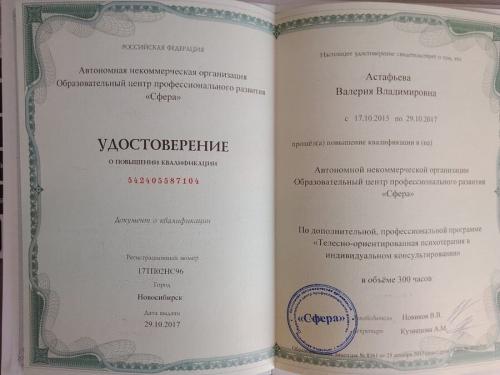 РОССИЙСКАЯ ФЕДЕРАЦИЯ
Автономная некоммерческая организация
Образовательный центр профессионального развития
«Сфера»
УДОСТОВЕРЕНИЕ
О ПОВЫШЕНИИ КВАЛИФИКАЦИИ
542405587104
Документ о квалификации
Регистрационный номер
Город
Новосибирск
Дата выдачи
29.10.2017
Настоящее удостоверение свидетельствует о том, что
Астафьева
Валерия Владимировна
с 17.10.2015 по 29.10.2017
прошёл(а) повышение квалификации в (на)
Автономной некоммерческой организации
Образовательный центр профессионального развития
«Сфера»
По дополнительной, профессиональной программе
«Телесно-ориентированная психотерапия в
индивидуальном консультировании»
в объёме 300 часов
«Сфера»
Новиков В.В.
Кузнецова А.М.